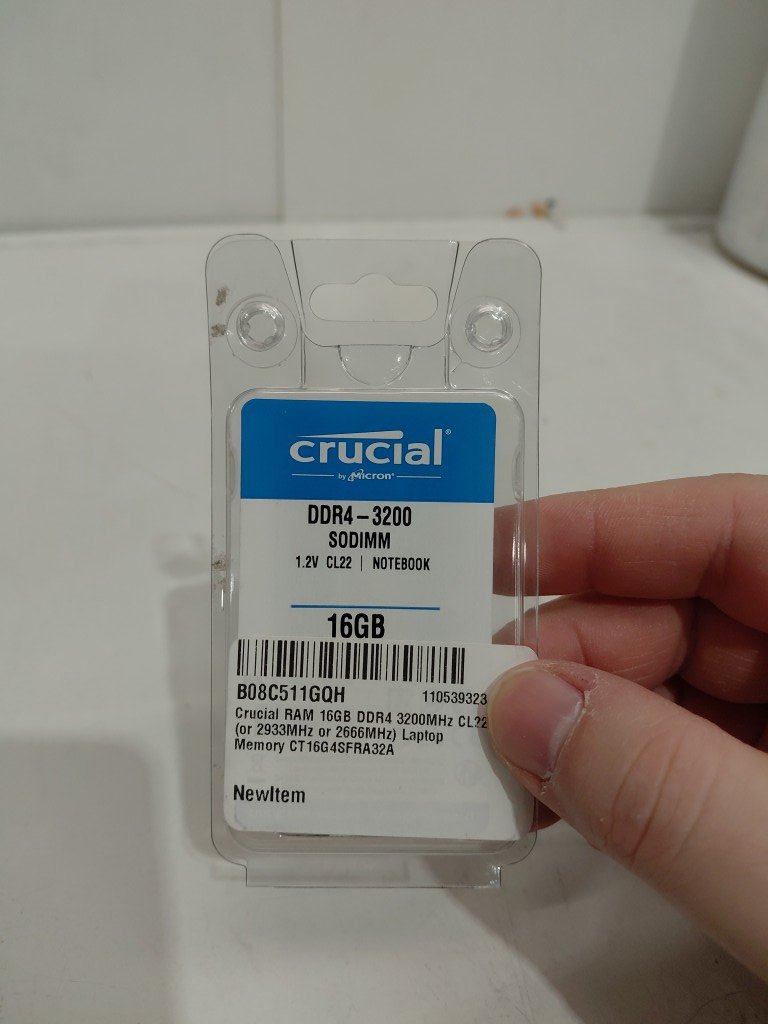 crucial®
by Micron®
DDR4-3200
SODIMM
1.2V CL22 | NOTEBOOK
16GB
B08C511GQH 110539323
Crucial RAM 16GB DDR4 3200MHz CL22
(or 2933MHz or 2666MHz) Laptop
Memory CT16G4SFRA32A
NewItem